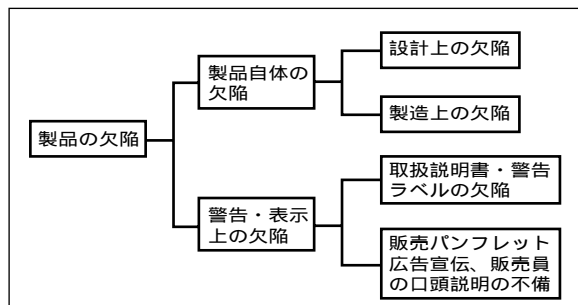 製品の欠陥
製品自体の
欠陥
設計上の欠陥
製造上の欠陥
警告・表示
上の欠陥
取扱説明書・警告
ラベルの欠陥
販売パンフレット
広告宣伝、販売員
の口頭説明の不備